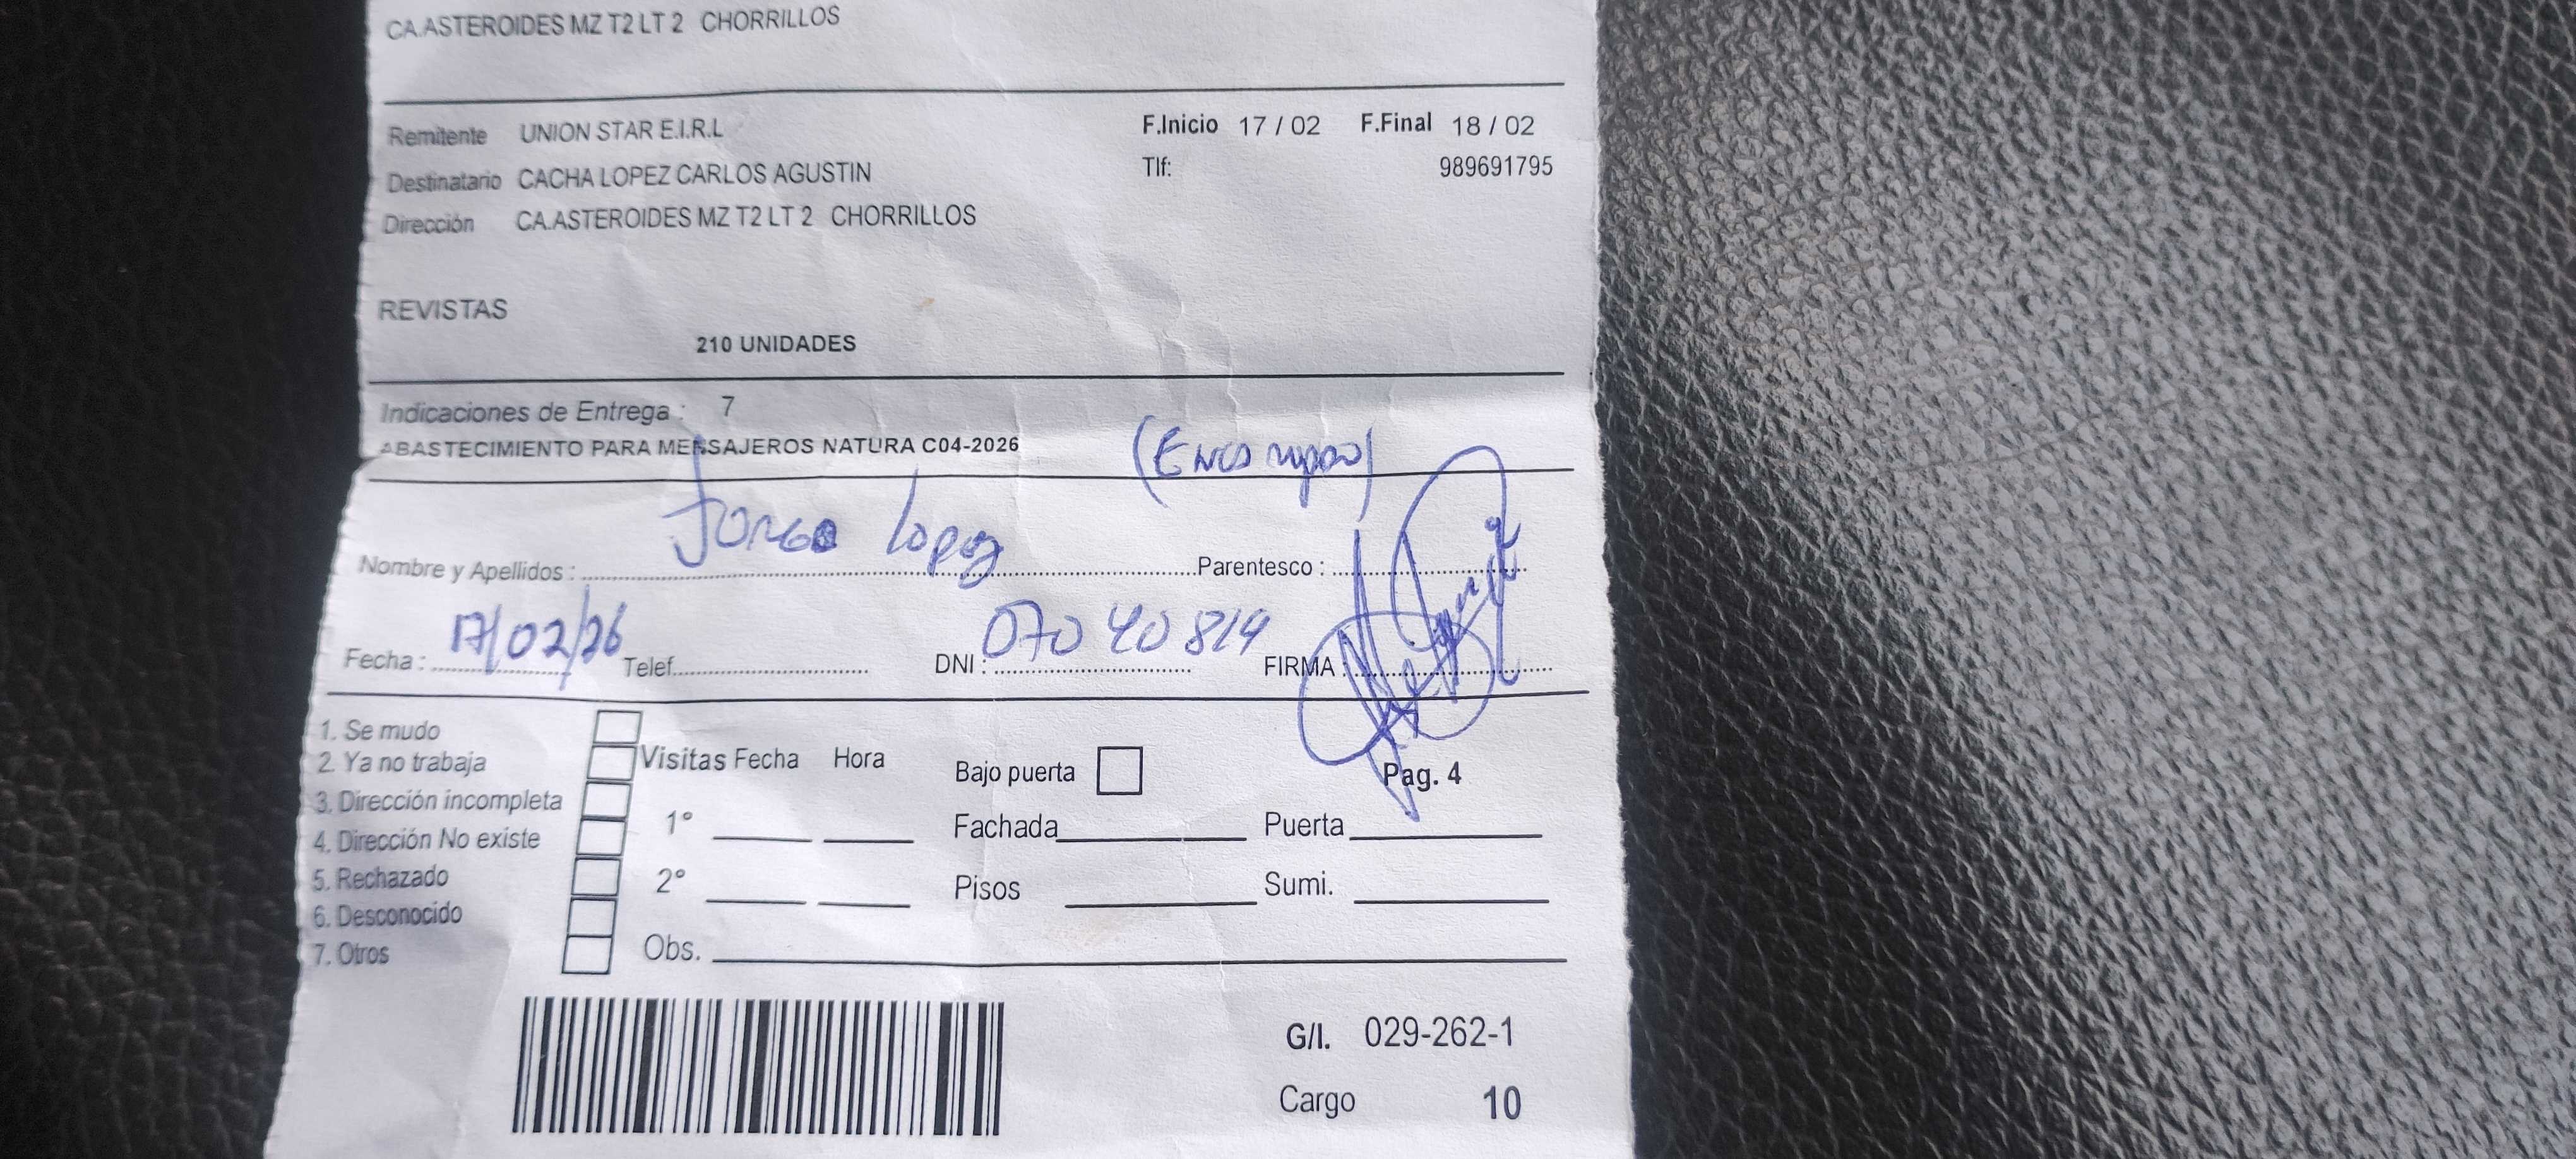 CA.ASTEROIDES MZ T2 LT 2 CHORRILLOS
Remitente UNION STAR E.I.R.L F.Inicio 17 / 02 F.Final 18 / 02
Destinatario CACHA LOPEZ CARLOS AGUSTIN Tlf: 989691795
Dirección CA.ASTEROIDES MZ T2 LT 2 CHORRILLOS
REVISTAS
210 UNIDADES
Indicaciones de Entrega : 7
ABASTECIMIENTO PARA MENSAJEROS NATURA C04-2026
Nombre y Apellidos : Jorge Lopez Parentesco :
Fecha : 17/02/26 Telef. DNI : 07040814 FIRMA :
1. Se mudo
2. Ya no trabaja Visitas Fecha Hora Bajo puerta Pag. 4
3. Dirección incompleta
4. Dirección No existe 1° Fachada Puerta
5. Rechazado 2° Pisos Sumi.
6. Desconocido
7. Otros Obs.
G/I. 029-262-1
Cargo 10